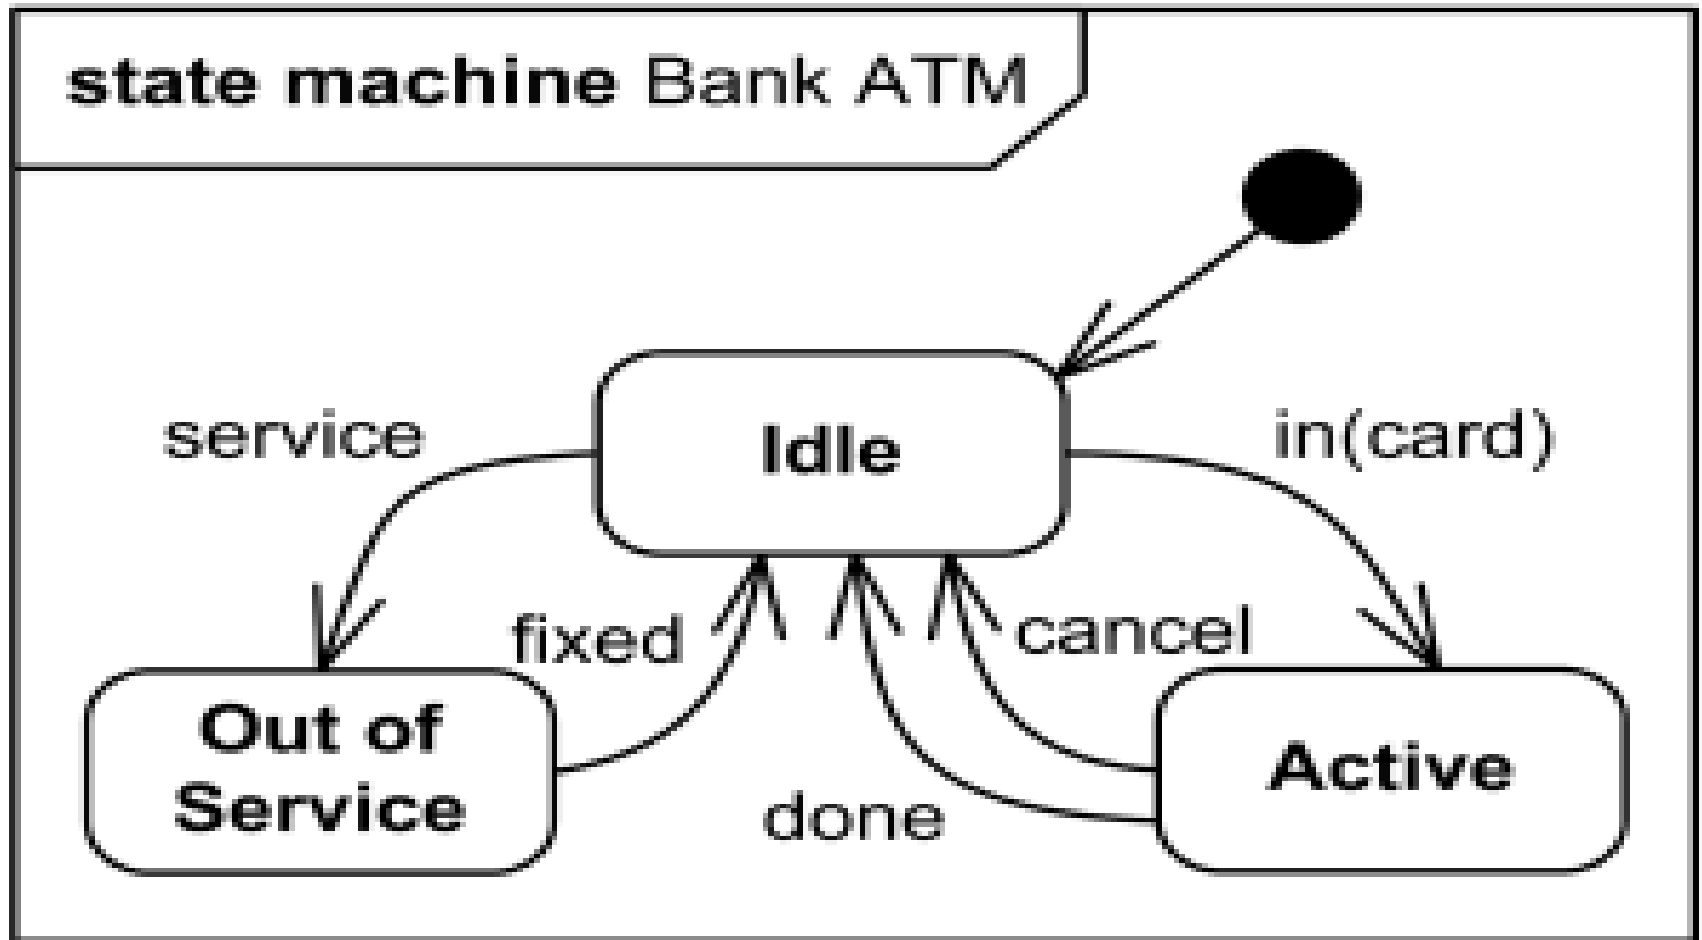 state machine Bank ATM
service
Idle
in(card)
fixed
cancel
Out of
Service
done
Active